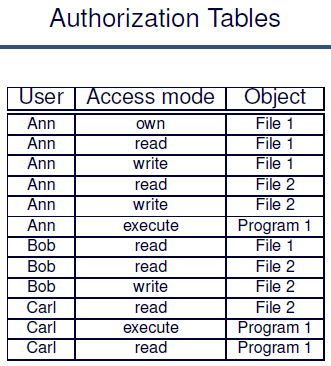 Authorization Tables
User Access mode Object
Ann own File 1
Ann read File 1
Ann write File 1
Ann read File 2
Ann write File 2
Ann execute Program 1
Bob read File 1
Bob read File 2
Bob write File 2
Carl read File 2
Carl execute Program 1
Carl read Program 1